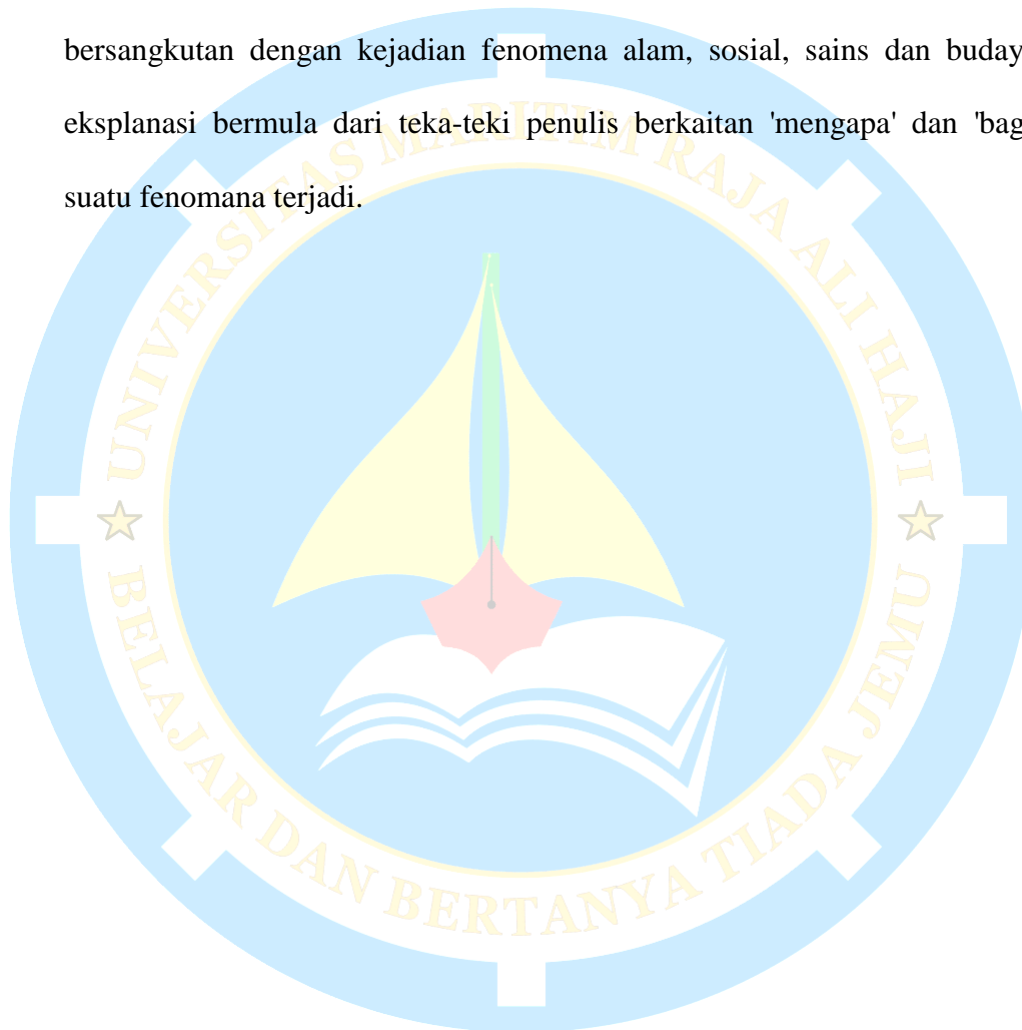 bersangkutan dengan kejadian fenomena alam, sosial, sains dan buday
eksplanasi bermula dari teka-teki penulis berkaitan 'mengapa' dan 'bag
suatu fenomana terjadi.
UNIVERSITAS MARITIM RAJA ALI HAJI
BELAJAR DAN BERTANYA TIADA JEMU